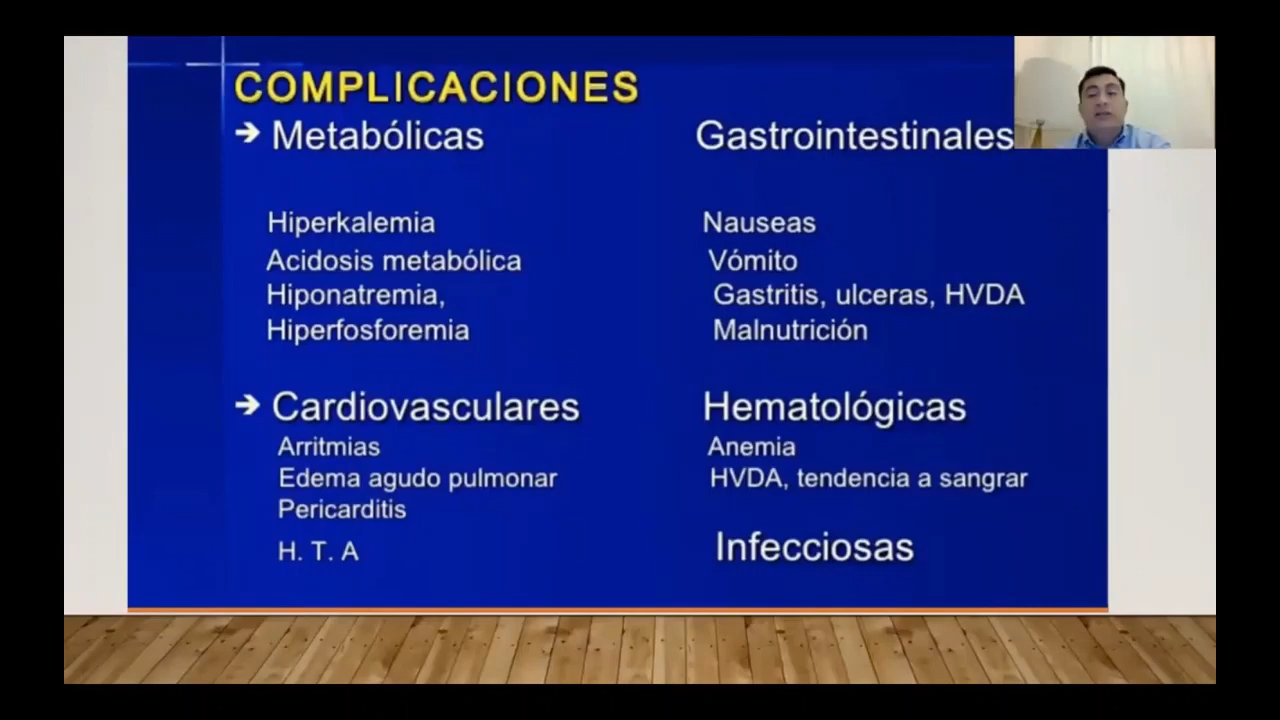 COMPLICACIONES
➔ Metabólicas
Hiperkalemia
Acidosis metabólica
Hiponatremia,
Hiperfosforemia
➔ Cardiovasculares
Arritmias
Edema agudo pulmonar
Pericarditis
H. T. A
Gastrointestinales
Nauseas
Vómito
Gastritis, ulceras, HVDA
Malnutrición
Hematológicas
Anemia
HVDA, tendencia a sangrar
Infecciosas